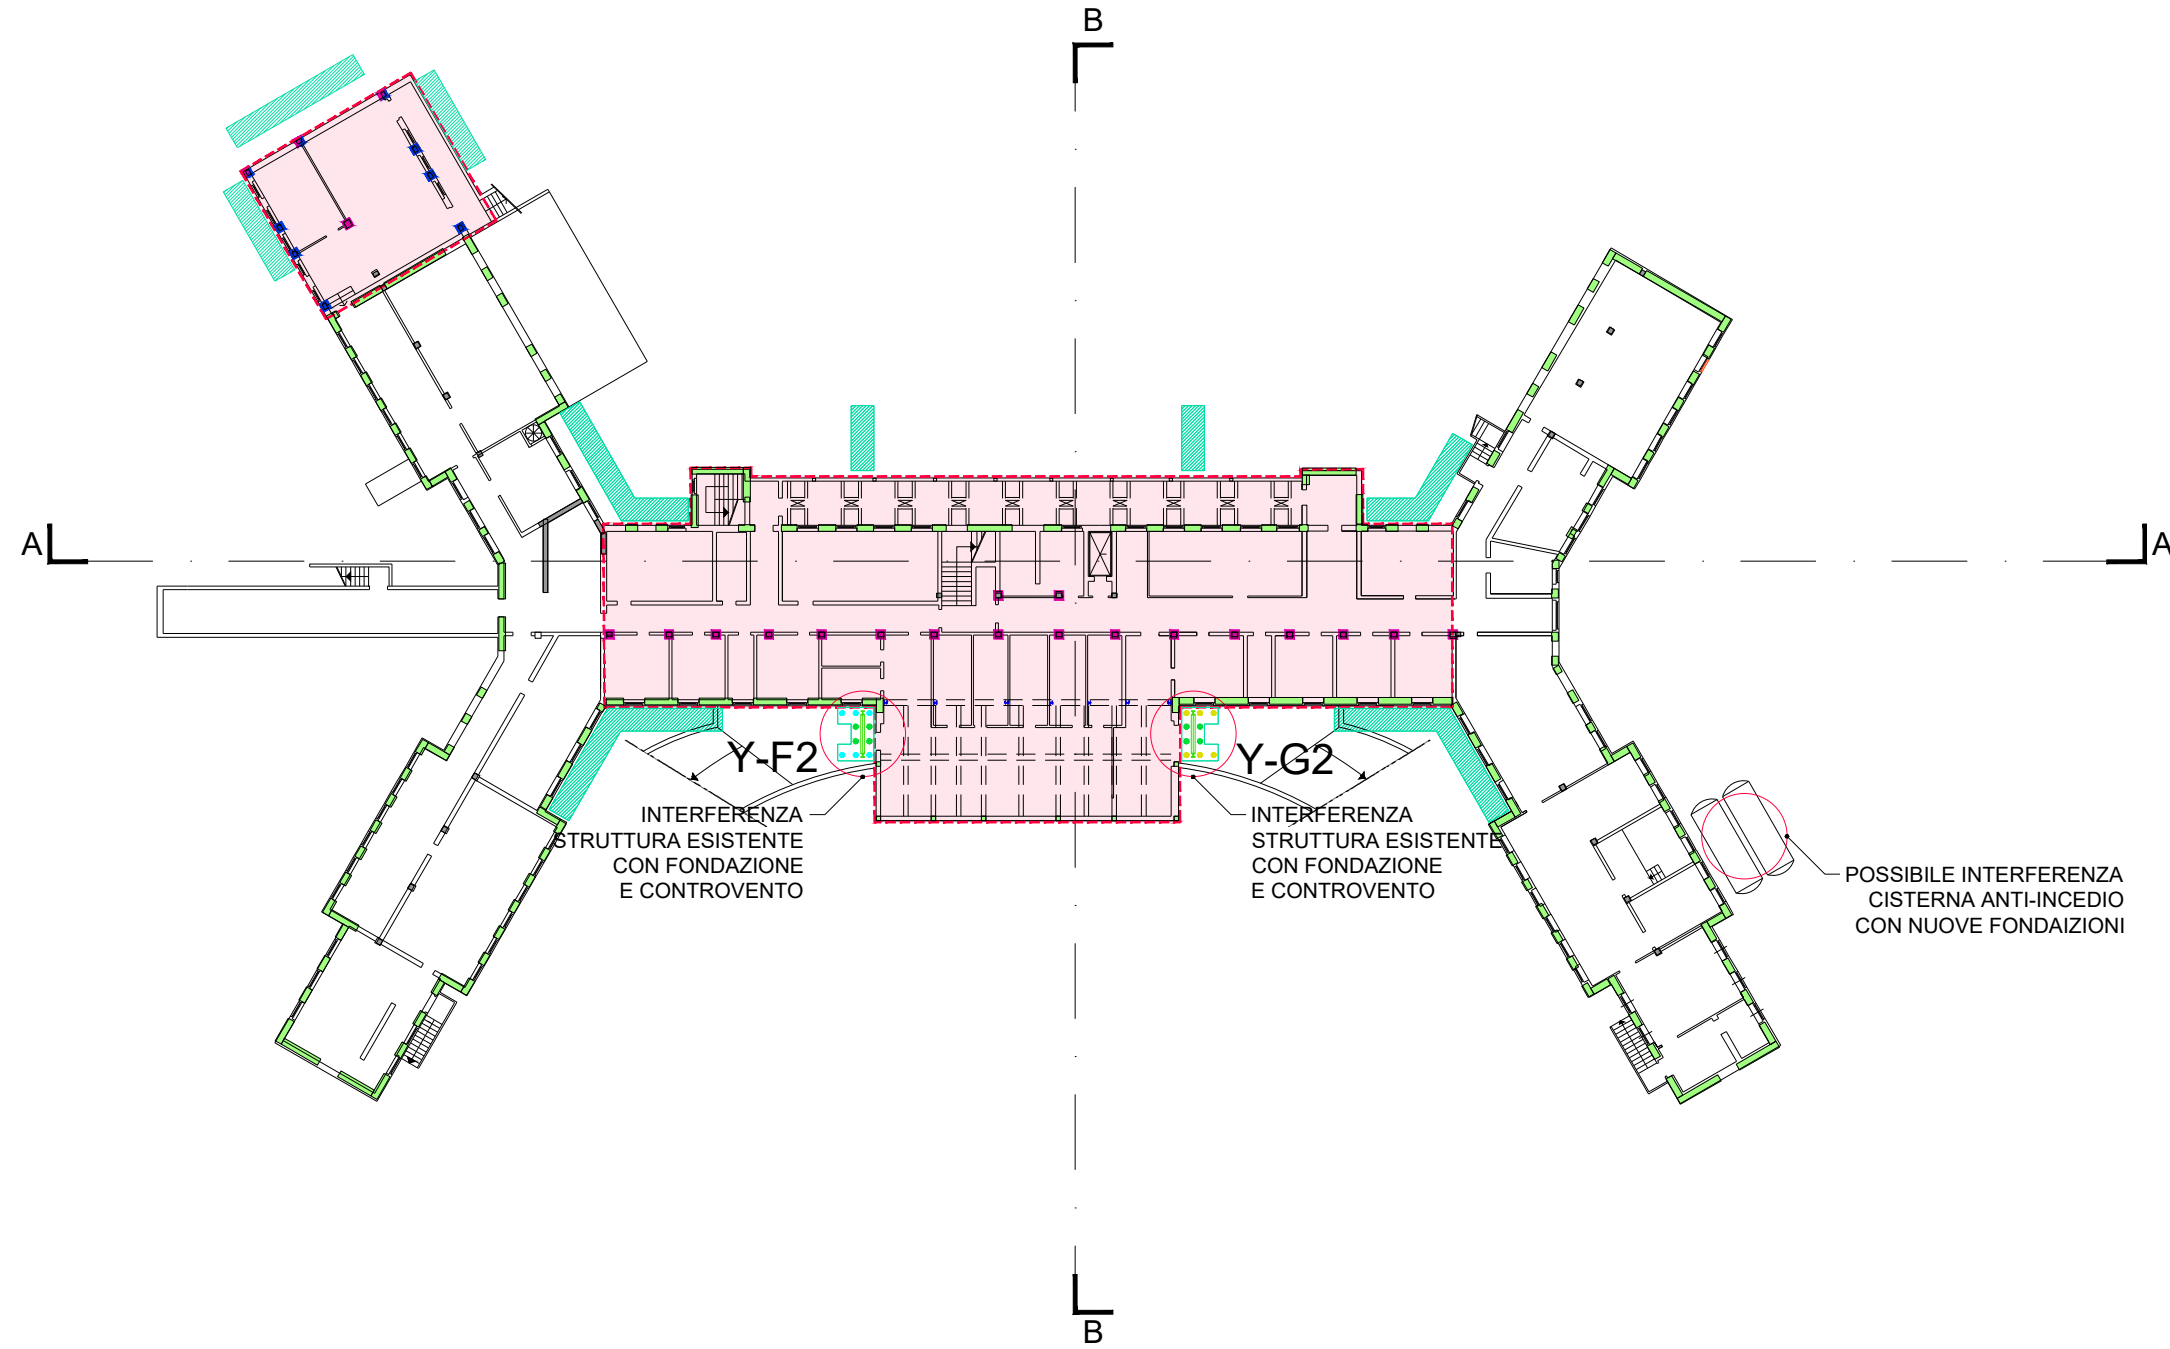 B
A
A
Y-F2
Y-G2
INTERFERENZA
STRUTTURA ESISTENTE
CON FONDAZIONE
E CONTROVENTO
INTERFERENZA
STRUTTURA ESISTENTE
CON FONDAZIONE
E CONTROVENTO
POSSIBILE INTERFERENZA
CISTERNA ANTI-INCEDIO
CON NUOVE FONDAIZIONI
B